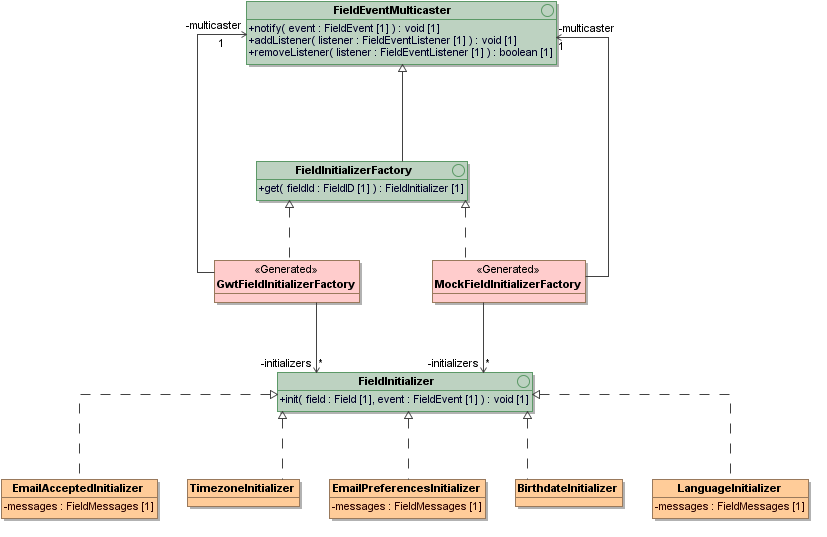 FieldEventMulticaster
-multicaster
1
+notify( event : FieldEvent [1] ) : void [1]
+addListener( listener : FieldEventListener [1] ) : void [1]
+removeListener( listener : FieldEventListener [1] ) : boolean [1]
-multicaster
1
FieldInitializerFactory
+get( fieldId : FieldID [1] ) : FieldInitializer [1]
«Generated»
GwtFieldInitializerFactory
«Generated»
MockFieldInitializerFactory
-initializers *
-initializers *
FieldInitializer
+init( field : Field [1], event : FieldEvent [1] ) : void [1]
EmailAcceptedInitializer
-messages : FieldMessages [1]
TimezoneInitializer
EmailPreferencesInitializer
-messages : FieldMessages [1]
BirthdateInitializer
LanguageInitializer
-messages : FieldMessages [1]